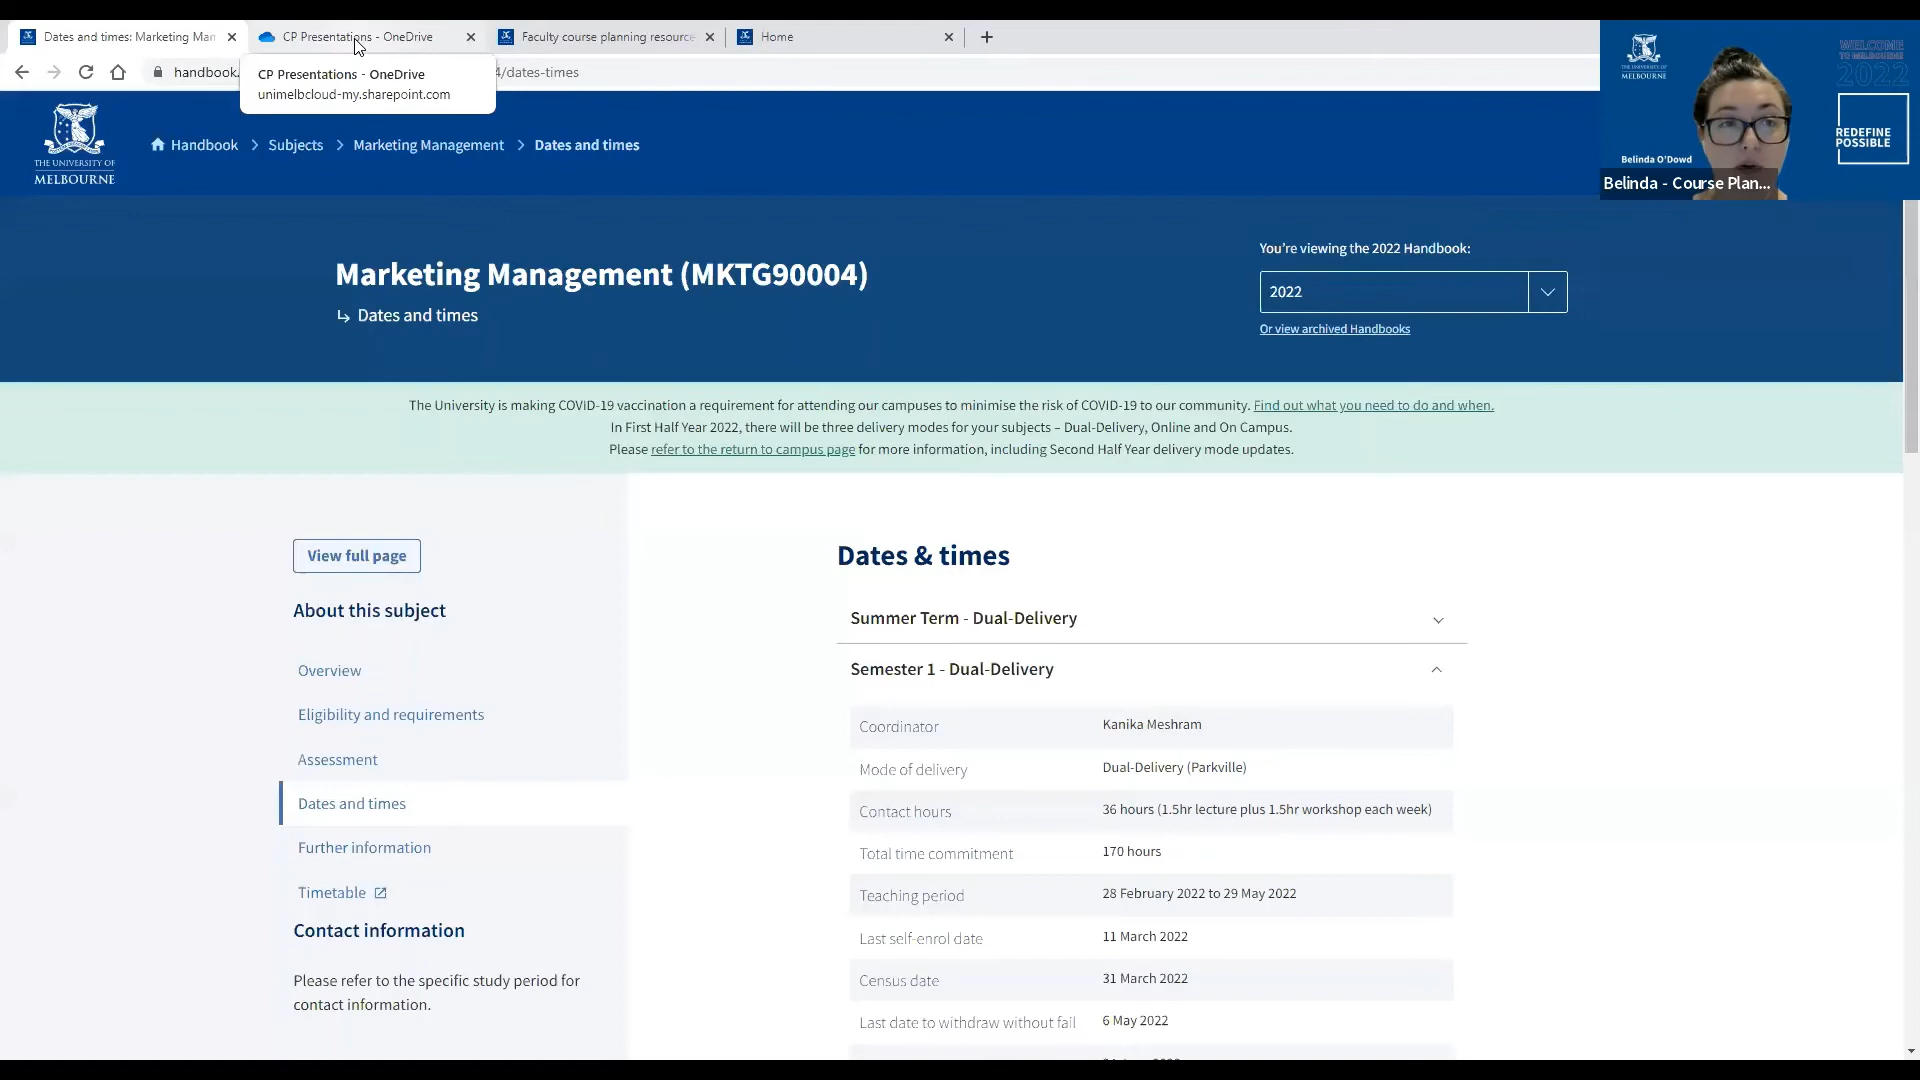 Dates and times: Marketing Man
CP Presentations - OneDrive
Faculty course planning resource
Home
handbook.
4/dates-times
CP Presentations - OneDrive
unimelbcloud-my.sharepoint.com
THE UNIVERSITY OF
MELBOURNE
WELCOME
TO MELBOURNE
2022
REDEFINE
POSSIBLE
Belinda O'Dowd
Belinda - Course Plan...
THE UNIVERSITY OF
MELBOURNE
Handbook > Subjects > Marketing Management > Dates and times
Marketing Management (MKTG90004)
Dates and times
You're viewing the 2022 Handbook:
2022
Or view archived Handbooks
The University is making COVID-19 vaccination a requirement for attending our campuses to minimise the risk of COVID-19 to our community. Find out what you need to do and when.
In First Half Year 2022, there will be three delivery modes for your subjects – Dual-Delivery, Online and On Campus.
Please refer to the return to campus page for more information, including Second Half Year delivery mode updates.
View full page
About this subject
Overview
Eligibility and requirements
Assessment
Dates and times
Further information
Timetable
Contact information
Please refer to the specific study period for
contact information.
Dates & times
Summer Term - Dual-Delivery
Semester 1 - Dual-Delivery
Coordinator Kanika Meshram
Mode of delivery Dual-Delivery (Parkville)
Contact hours 36 hours (1.5hr lecture plus 1.5hr workshop each week)
Total time commitment 170 hours
Teaching period 28 February 2022 to 29 May 2022
Last self-enrol date 11 March 2022
Census date 31 March 2022
Last date to withdraw without fail 6 May 2022